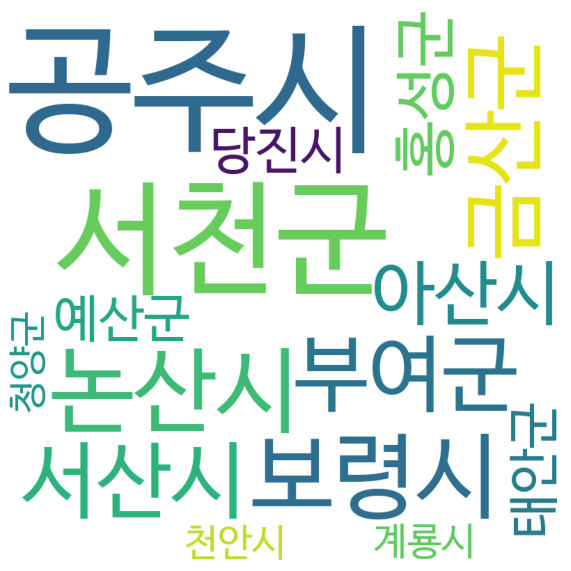 공주시
홍성군
금산군
당진시
서천군
아산시
예산군
청양군
논산시
부여군
서산시
보령시
태안군
천안시
계룡시